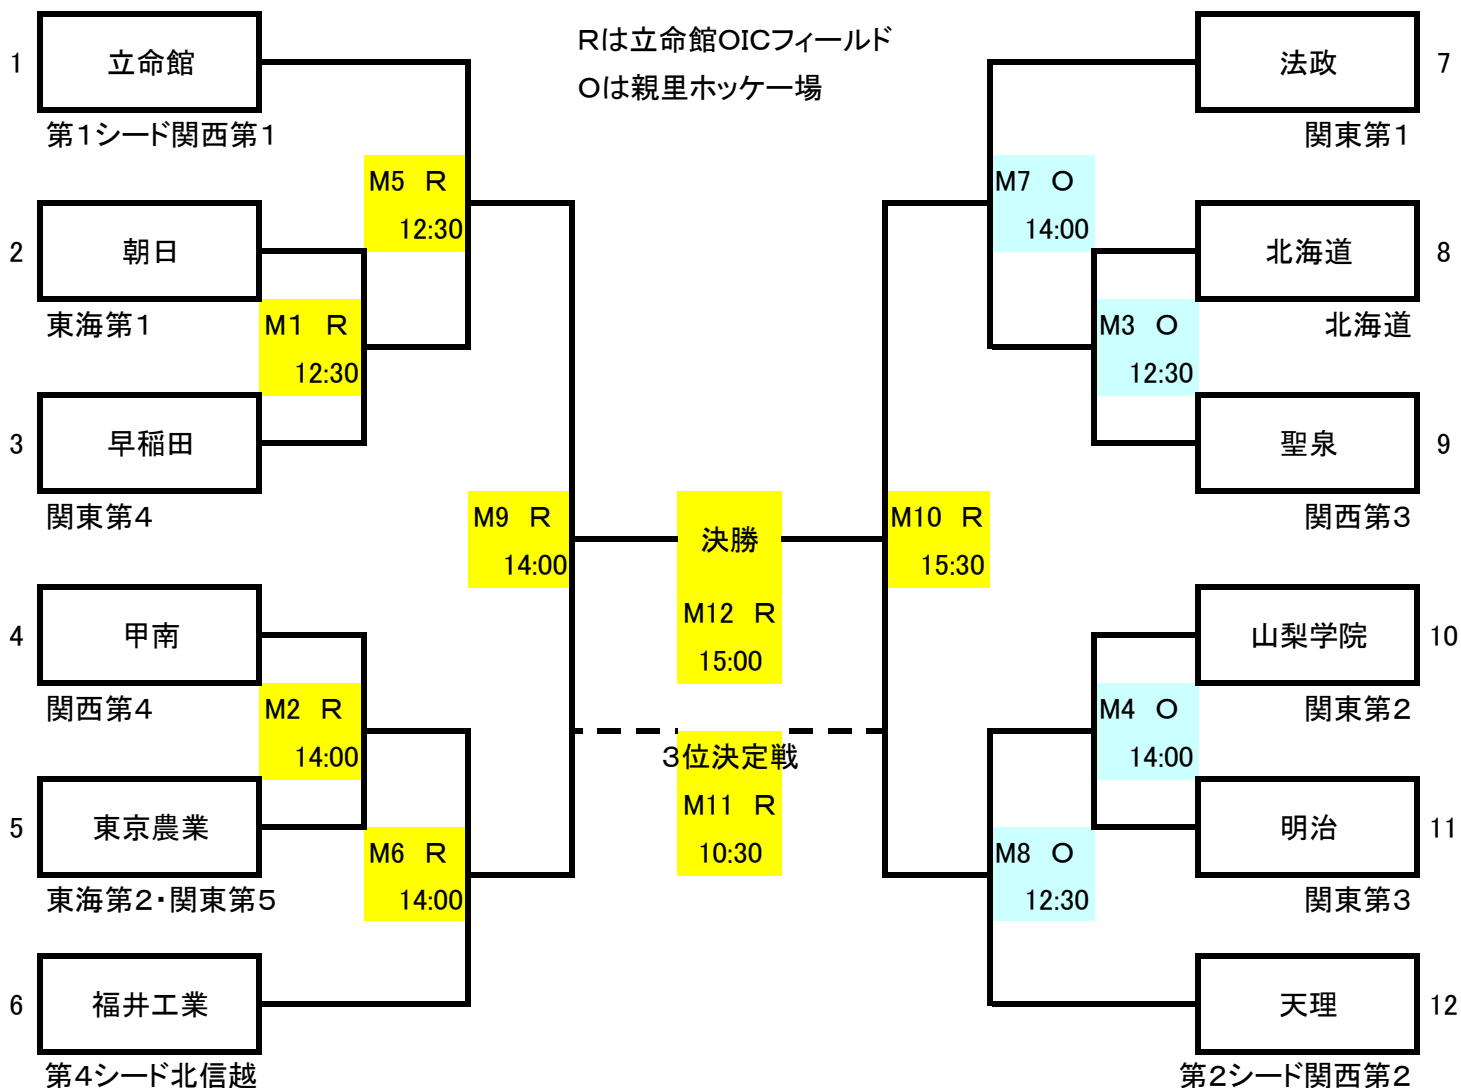 Rは立命館OICフィールド
Oは親里ホッケー場
1
立命館
第1シード関西第1
M5 R
12:30
2
朝日
東海第1
M1 R
12:30
3
早稲田
関東第4
M9 R
14:00
4
甲南
関西第4
M2 R
14:00
5
東京農業
東海第2・関東第5
M6 R
14:00
6
福井工業
第4シード北信越
決勝
M12 R
15:00
3位決定戦
M11 R
10:30
法政
7
関東第1
M7 O
14:00
北海道
8
北海道
M3 O
12:30
聖泉
9
関西第3
M10 R
15:30
山梨学院
10
関東第2
M4 O
14:00
明治
11
関東第3
M8 O
12:30
天理
12
第2シード関西第2